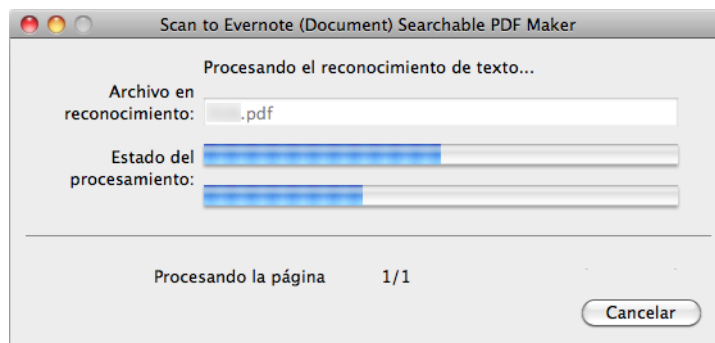 Scan to Evernote (Document) Searchable PDF Maker
Procesando el reconocimiento de texto...
Archivo en
reconocimiento:
.pdf
Estado del
procesamiento:
Procesando la página 1/1
Cancelar